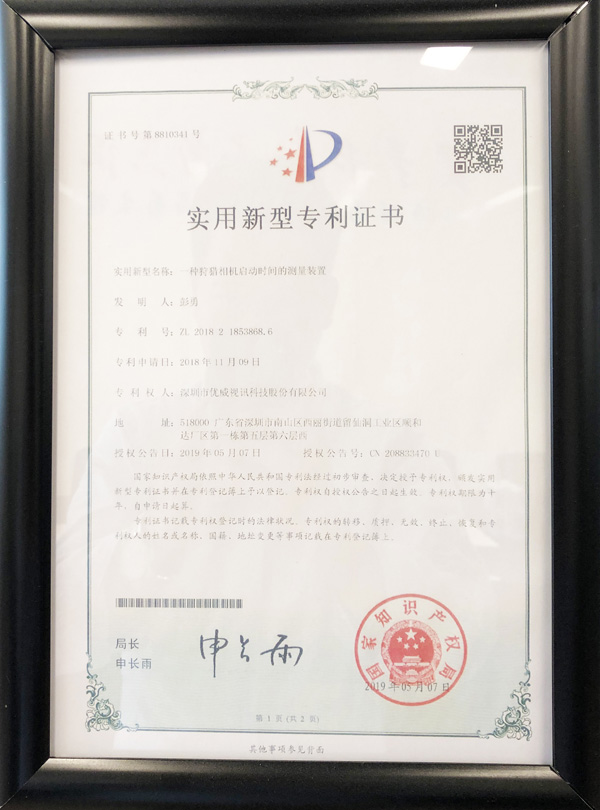 证书号第8810341号
实用新型专利证书
实用新型名称：一种狩猎相机启动时间的测量装置
发 明 人：彭勇
专 利 号：ZL 2018 2 1853868.6
专利申请日：2018年11月09日
专 利 权 人：深圳市优威视讯科技股份有限公司
地 址：518000 广东省深圳市南山区西丽街道留仙洞工业区顺和
达厂区第一栋第五层第六层西
授权公告日：2019年05月07日 授权公告号：CN 208833470 U
国家知识产权局依照中华人民共和国专利法经过初步审查，决定授予专利权，颁发实用
新型专利证书并在专利登记簿上予以登记。专利权自授权公告之日起生效。专利权期限为十
年，自申请日起算。
专利证书记载专利权登记时的法律状况。专利权的转移、质押、无效、终止、恢复和专
利权人的姓名或名称、国籍、地址变更等事项记载在专利登记簿上。
局长
申长雨
申长雨
国家知识产权局
2019年05月07日
第 1 页 (共 2 页)
其他事项参见背面